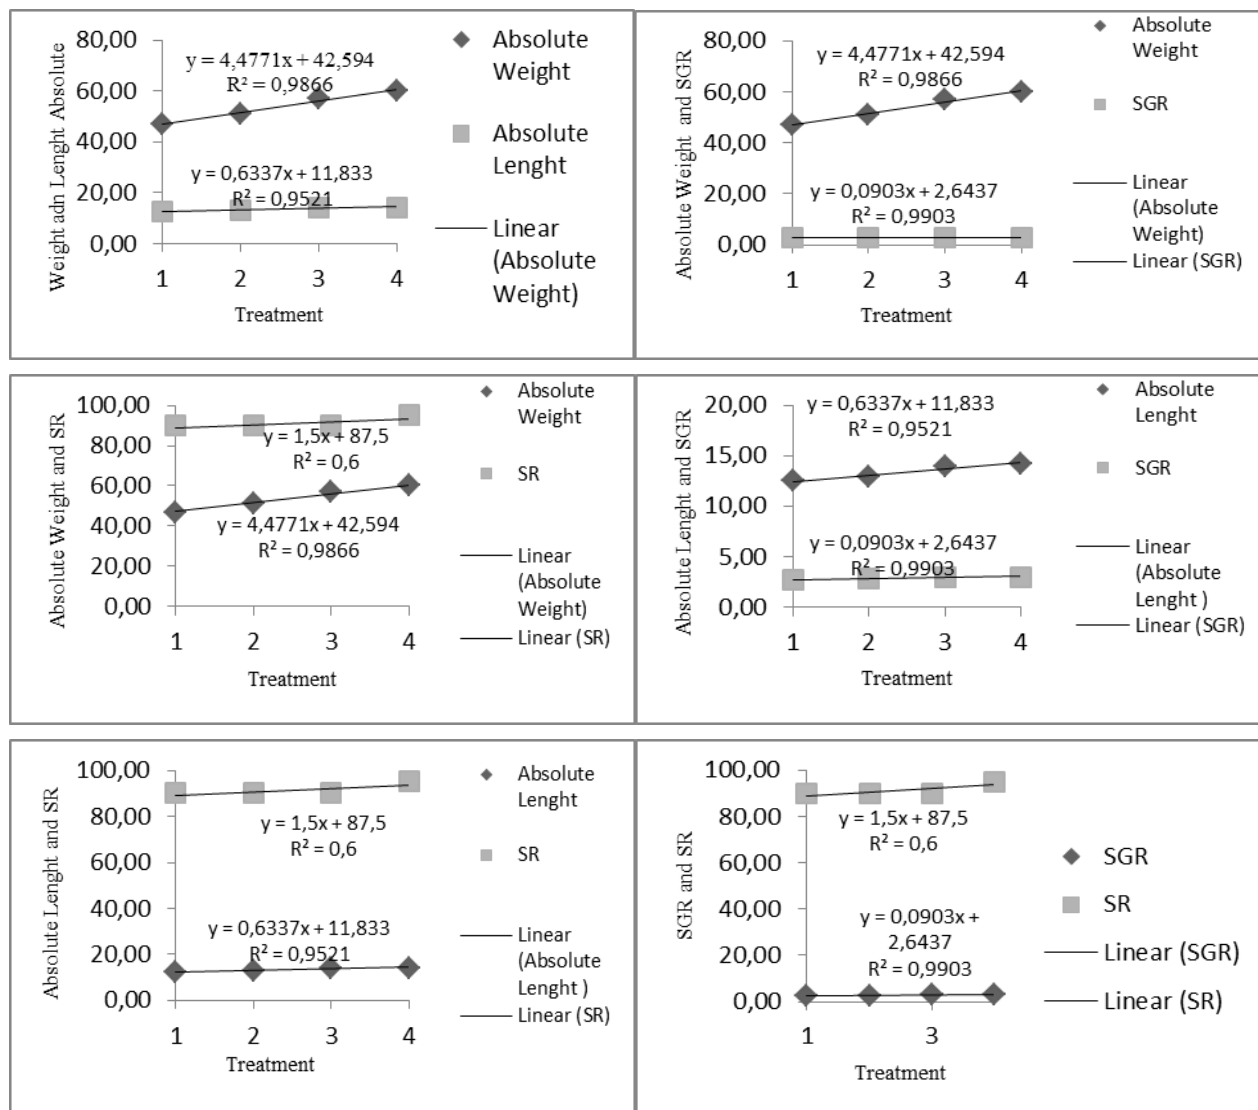 Weight adn Lenght Absolute
80,00
60,00
40,00
20,00
0,00
y = 4,4771x + 42,594
R² = 0,9866
y = 0,6337x + 11,833
R² = 0,9521
1 2 3 4
Treatment
Absolute
Weight
Absolute
Lenght
Linear
(Absolute
Weight)
Absolute Weight and SGR
80,00
60,00
40,00
20,00
0,00
y = 4,4771x + 42,594
R² = 0,9866
y = 0,0903x + 2,6437
R² = 0,9903
1 2 3 4
Treatment
Absolute
Weight
SGR
Linear
(Absolute
Weight)
Linear (SGR)
Absolute Weight and SR
100,00
80,00
60,00
40,00
20,00
0,00
y = 1,5x + 87,5
R² = 0,6
y = 4,4771x + 42,594
R² = 0,9866
1 2 3 4
Treatment
Absolute
Weight
SR
Linear
(Absolute
Weight)
Linear (SR)
Absolute Lenght and SGR
20,00
15,00
10,00
5,00
0,00
y = 0,6337x + 11,833
R² = 0,9521
y = 0,0903x + 2,6437
R² = 0,9903
1 2 3 4
Treatment
Absolute
Lenght
SGR
Linear
(Absolute
Lenght )
Linear (SGR)
Absolute Lenght and SR
100,00
80,00
60,00
40,00
20,00
0,00
y = 1,5x + 87,5
R² = 0,6
y = 0,6337x + 11,833
R² = 0,9521
1 2 3 4
Treatment
Absolute
Lenght
SR
Linear
(Absolute
Lenght )
Linear (SR)
SGR and SR
100,00
80,00
60,00
40,00
20,00
0,00
y = 1,5x + 87,5
R² = 0,6
y = 0,0903x +
2,6437
R² = 0,9903
1 3
Treatment
SGR
SR
Linear (SGR)
Linear (SR)